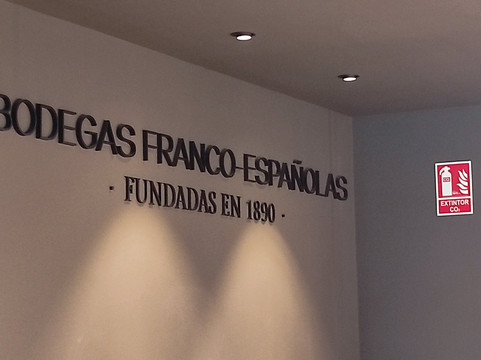 BODEGAS FRANCO-ESPAÑOLAS
· FUNDADAS EN 1890 ·
EXTINTOR
CO₂